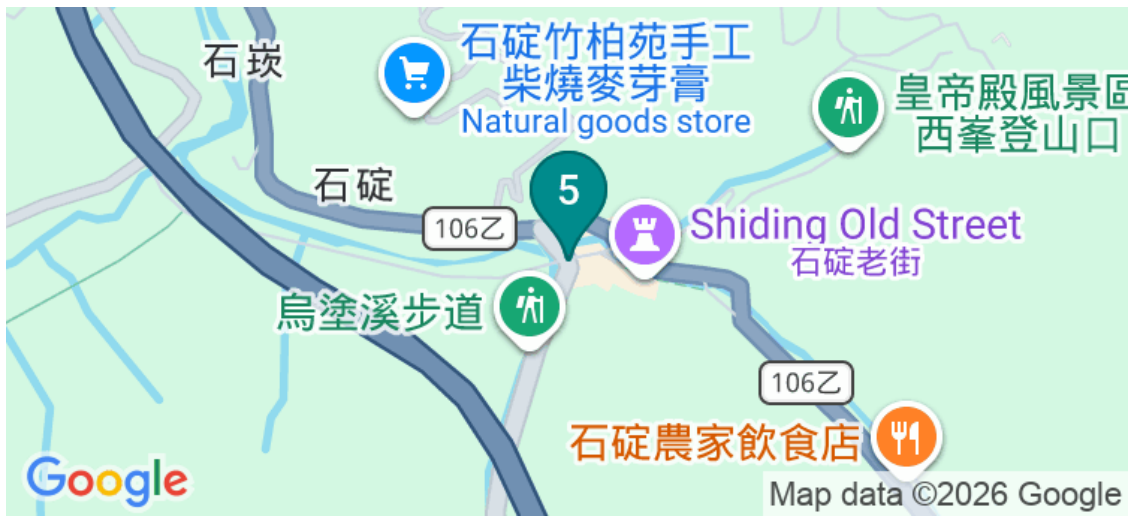 石崁
石碇竹柏苑手工
柴燒麥芽膏
Natural goods store
皇帝殿風景區
西峯登山口
石碇
5
106乙
Shiding Old Street
石碇老街
烏塗溪步道
106乙
石碇農家飲食店
Google
Map data ©2026 Google